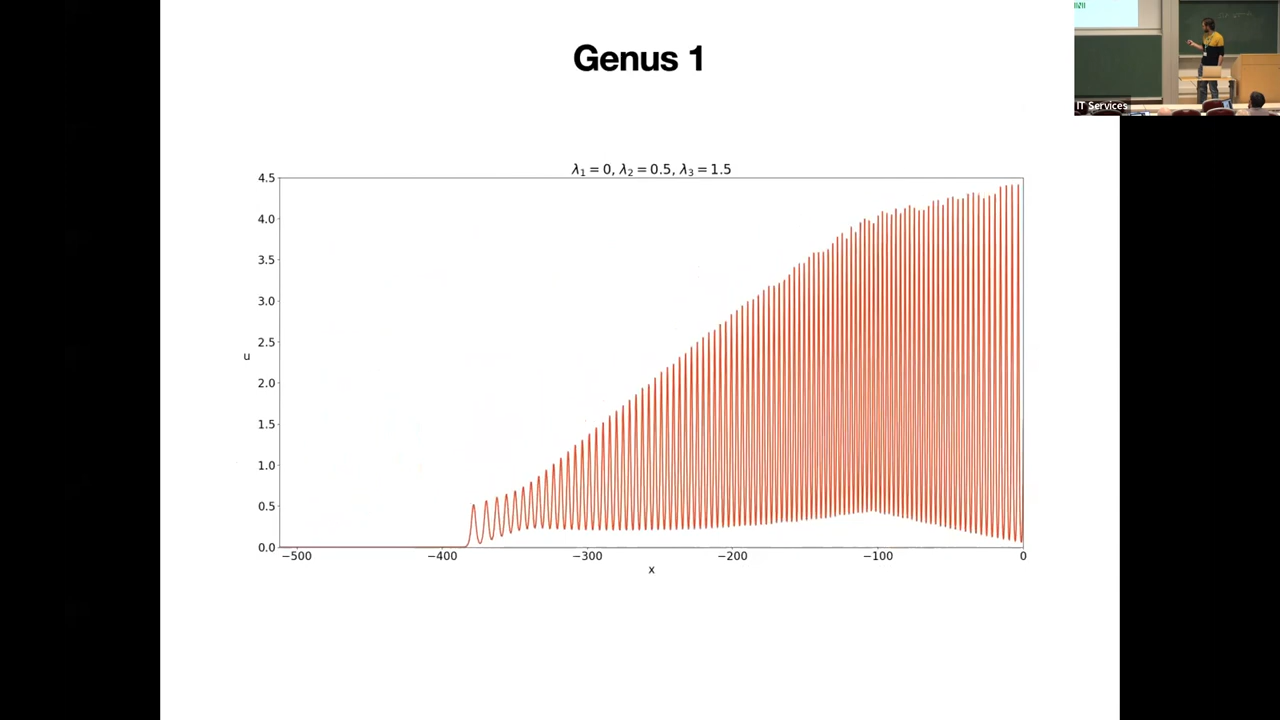 Genus 1
λ₁ = 0, λ₂ = 0.5, λ₃ = 1.5
4.5
4.0
3.5
3.0
2.5
u
2.0
1.5
1.0
0.5
0.0
−500 −400 −300 −200 −100 0
x
IT Services